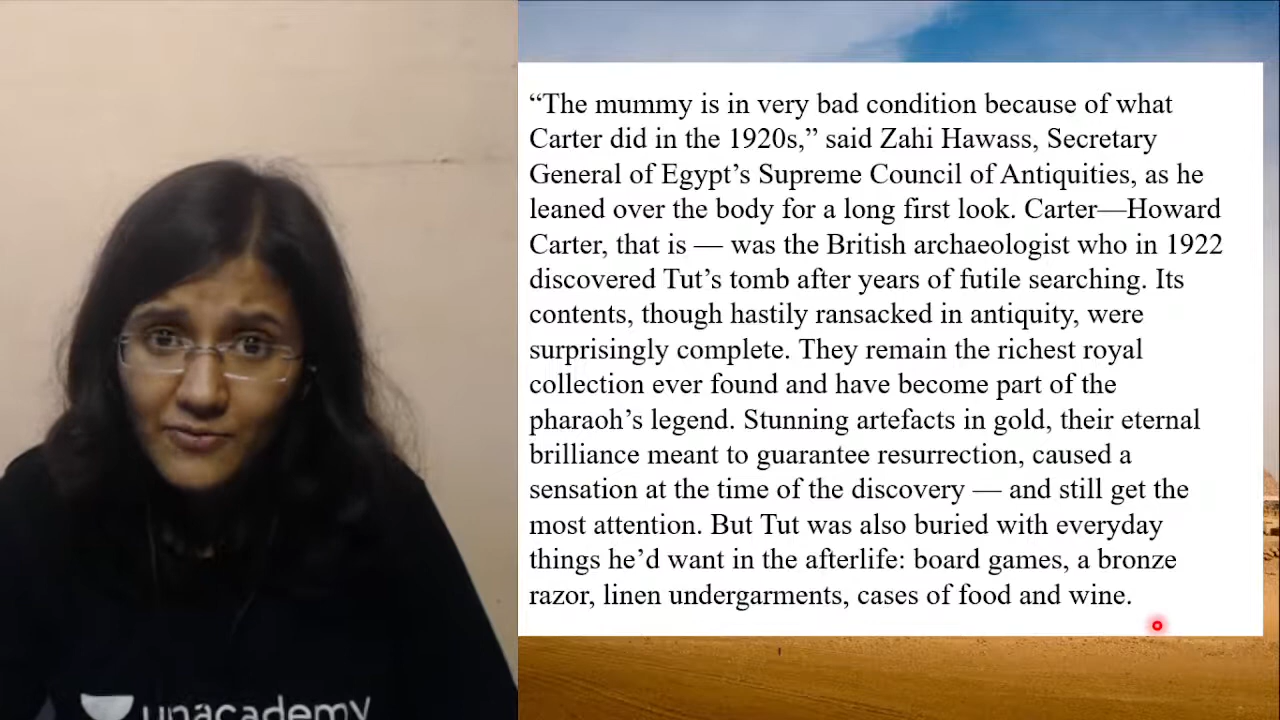 “The mummy is in very bad condition because of what
Carter did in the 1920s,” said Zahi Hawass, Secretary
General of Egypt’s Supreme Council of Antiquities, as he
leaned over the body for a long first look. Carter—Howard
Carter, that is — was the British archaeologist who in 1922
discovered Tut’s tomb after years of futile searching. Its
contents, though hastily ransacked in antiquity, were
surprisingly complete. They remain the richest royal
collection ever found and have become part of the
pharaoh’s legend. Stunning artefacts in gold, their eternal
brilliance meant to guarantee resurrection, caused a
sensation at the time of the discovery — and still get the
most attention. But Tut was also buried with everyday
things he’d want in the afterlife: board games, a bronze
razor, linen undergarments, cases of food and wine.
unacademy